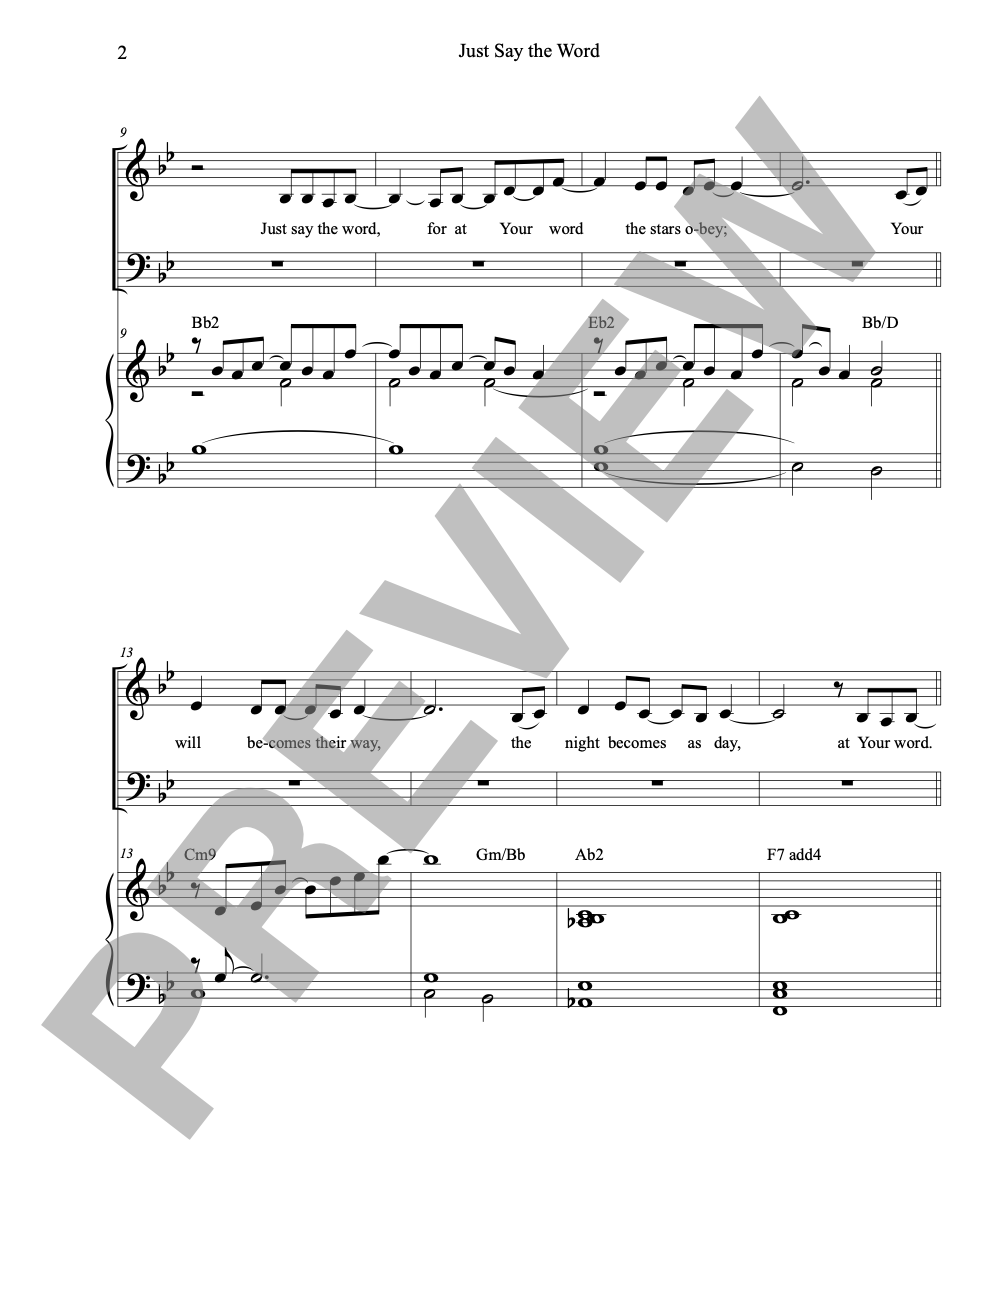 2
Just Say the Word
9
Just say the word, for at Your word the stars o-bey; Your
9
Bb2 Eb2 Bb/D
13
will be-comes their way, the night becomes as day, at Your word.
13
Cm9 Gm/Bb Ab2 F7 add4
PREVIEW